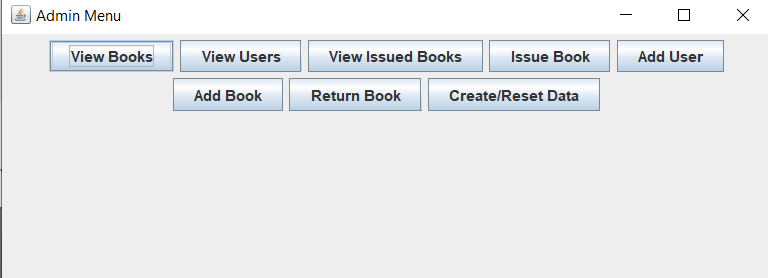 Admin Menu
View Books View Users View Issued Books Issue Book Add User
Add Book Return Book Create/Reset Data